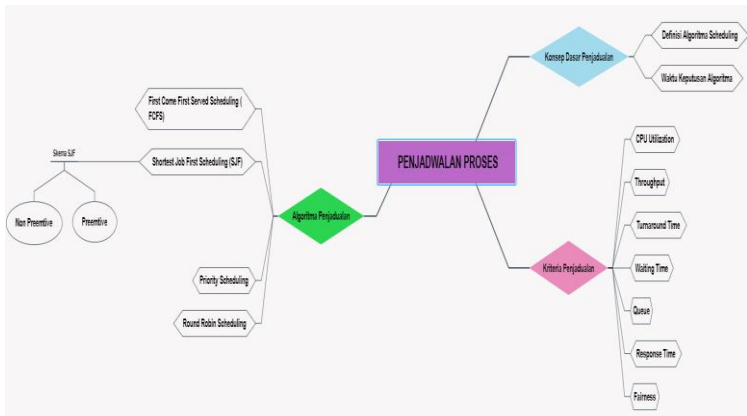 PENJADWALAN PROSES
Konsep Dasar Penjadualan
Definisi Algoritma Scheduling
Waktu Keputusan Algoritma
Kriteria Penjadualan
CPU Utilization
Throughput
Turnaround Time
Waiting Time
Queue
Response Time
Fairness
Algoritma Penjadualan
First Come First Served Scheduling (
FCFS)
Shortest Job First Scheduling (SJF)
Skema SJF
Non Preemtive
Preemtive
Priority Scheduling
Round Robin Scheduling